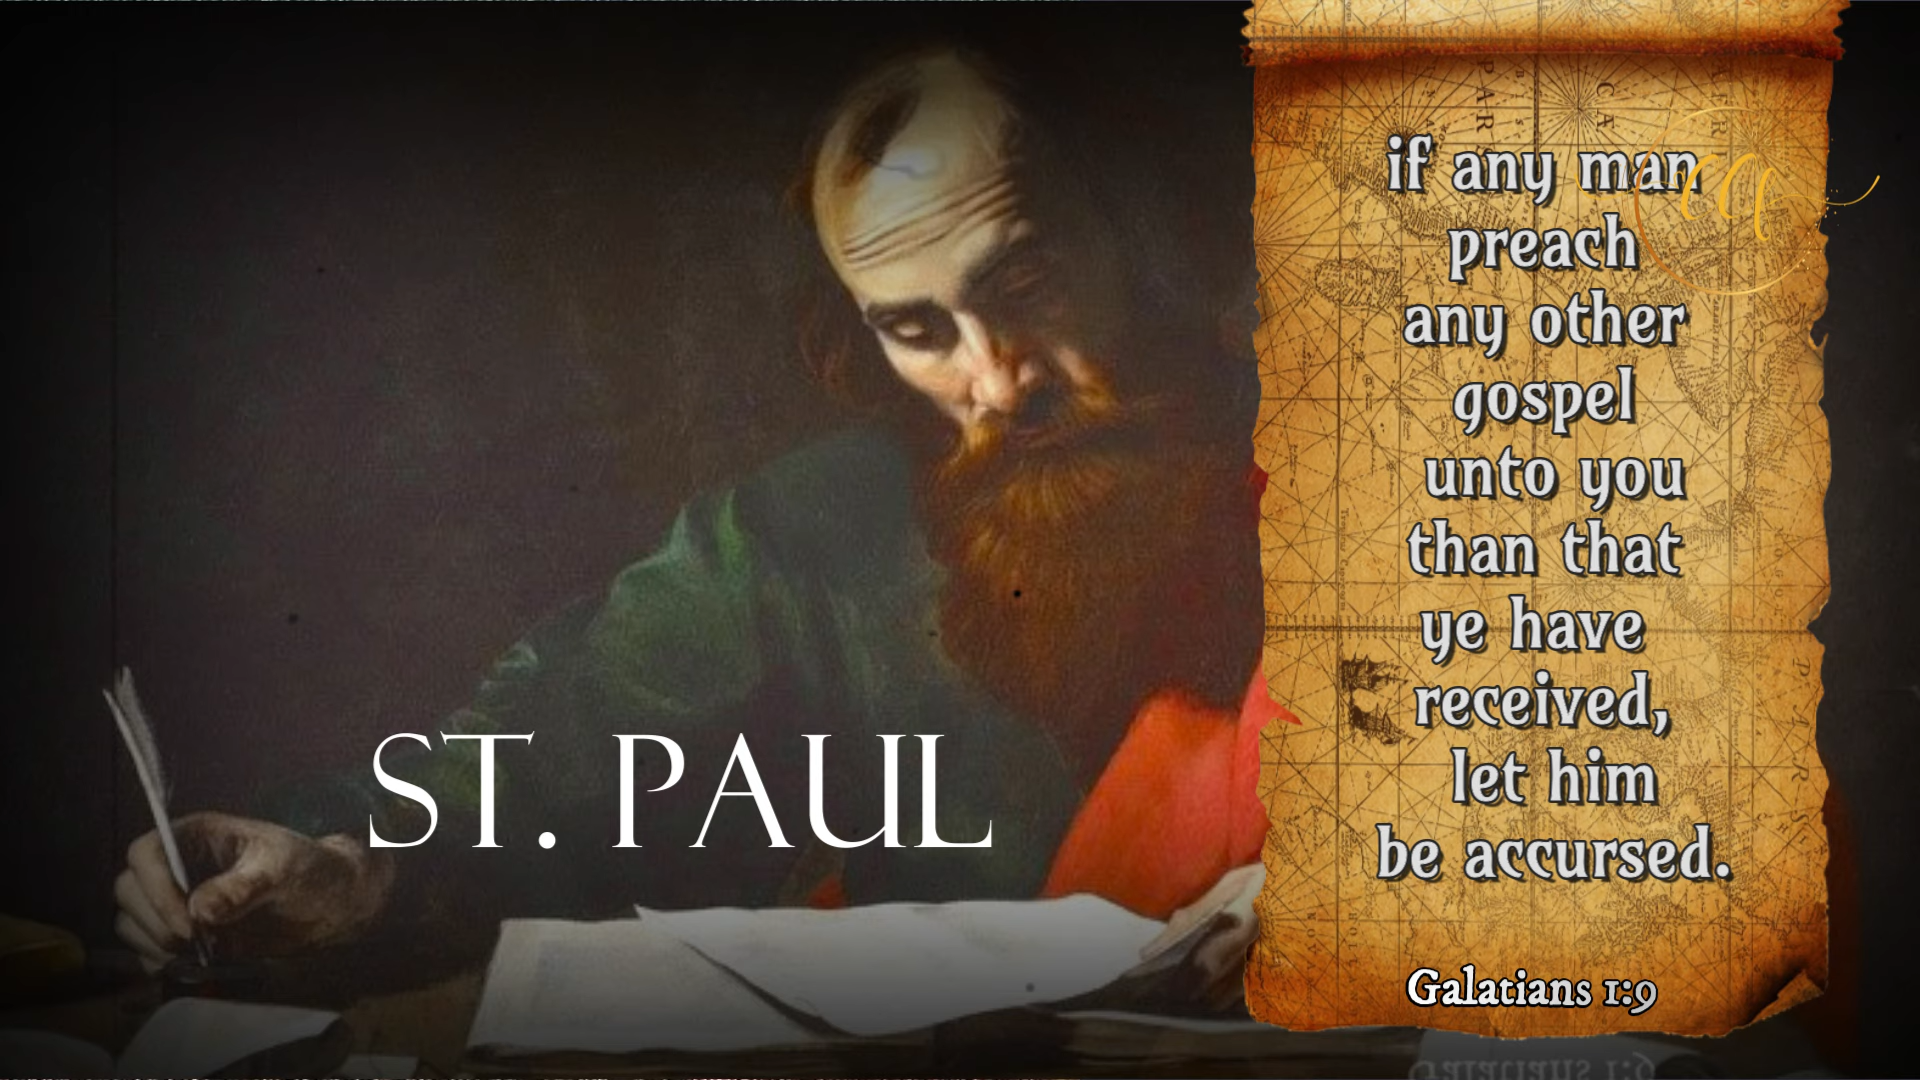 ST. PAUL
if any man
preach
any other
gospel
unto you
than that
ye have
received,
let him
be accursed.
Galatians 1:9